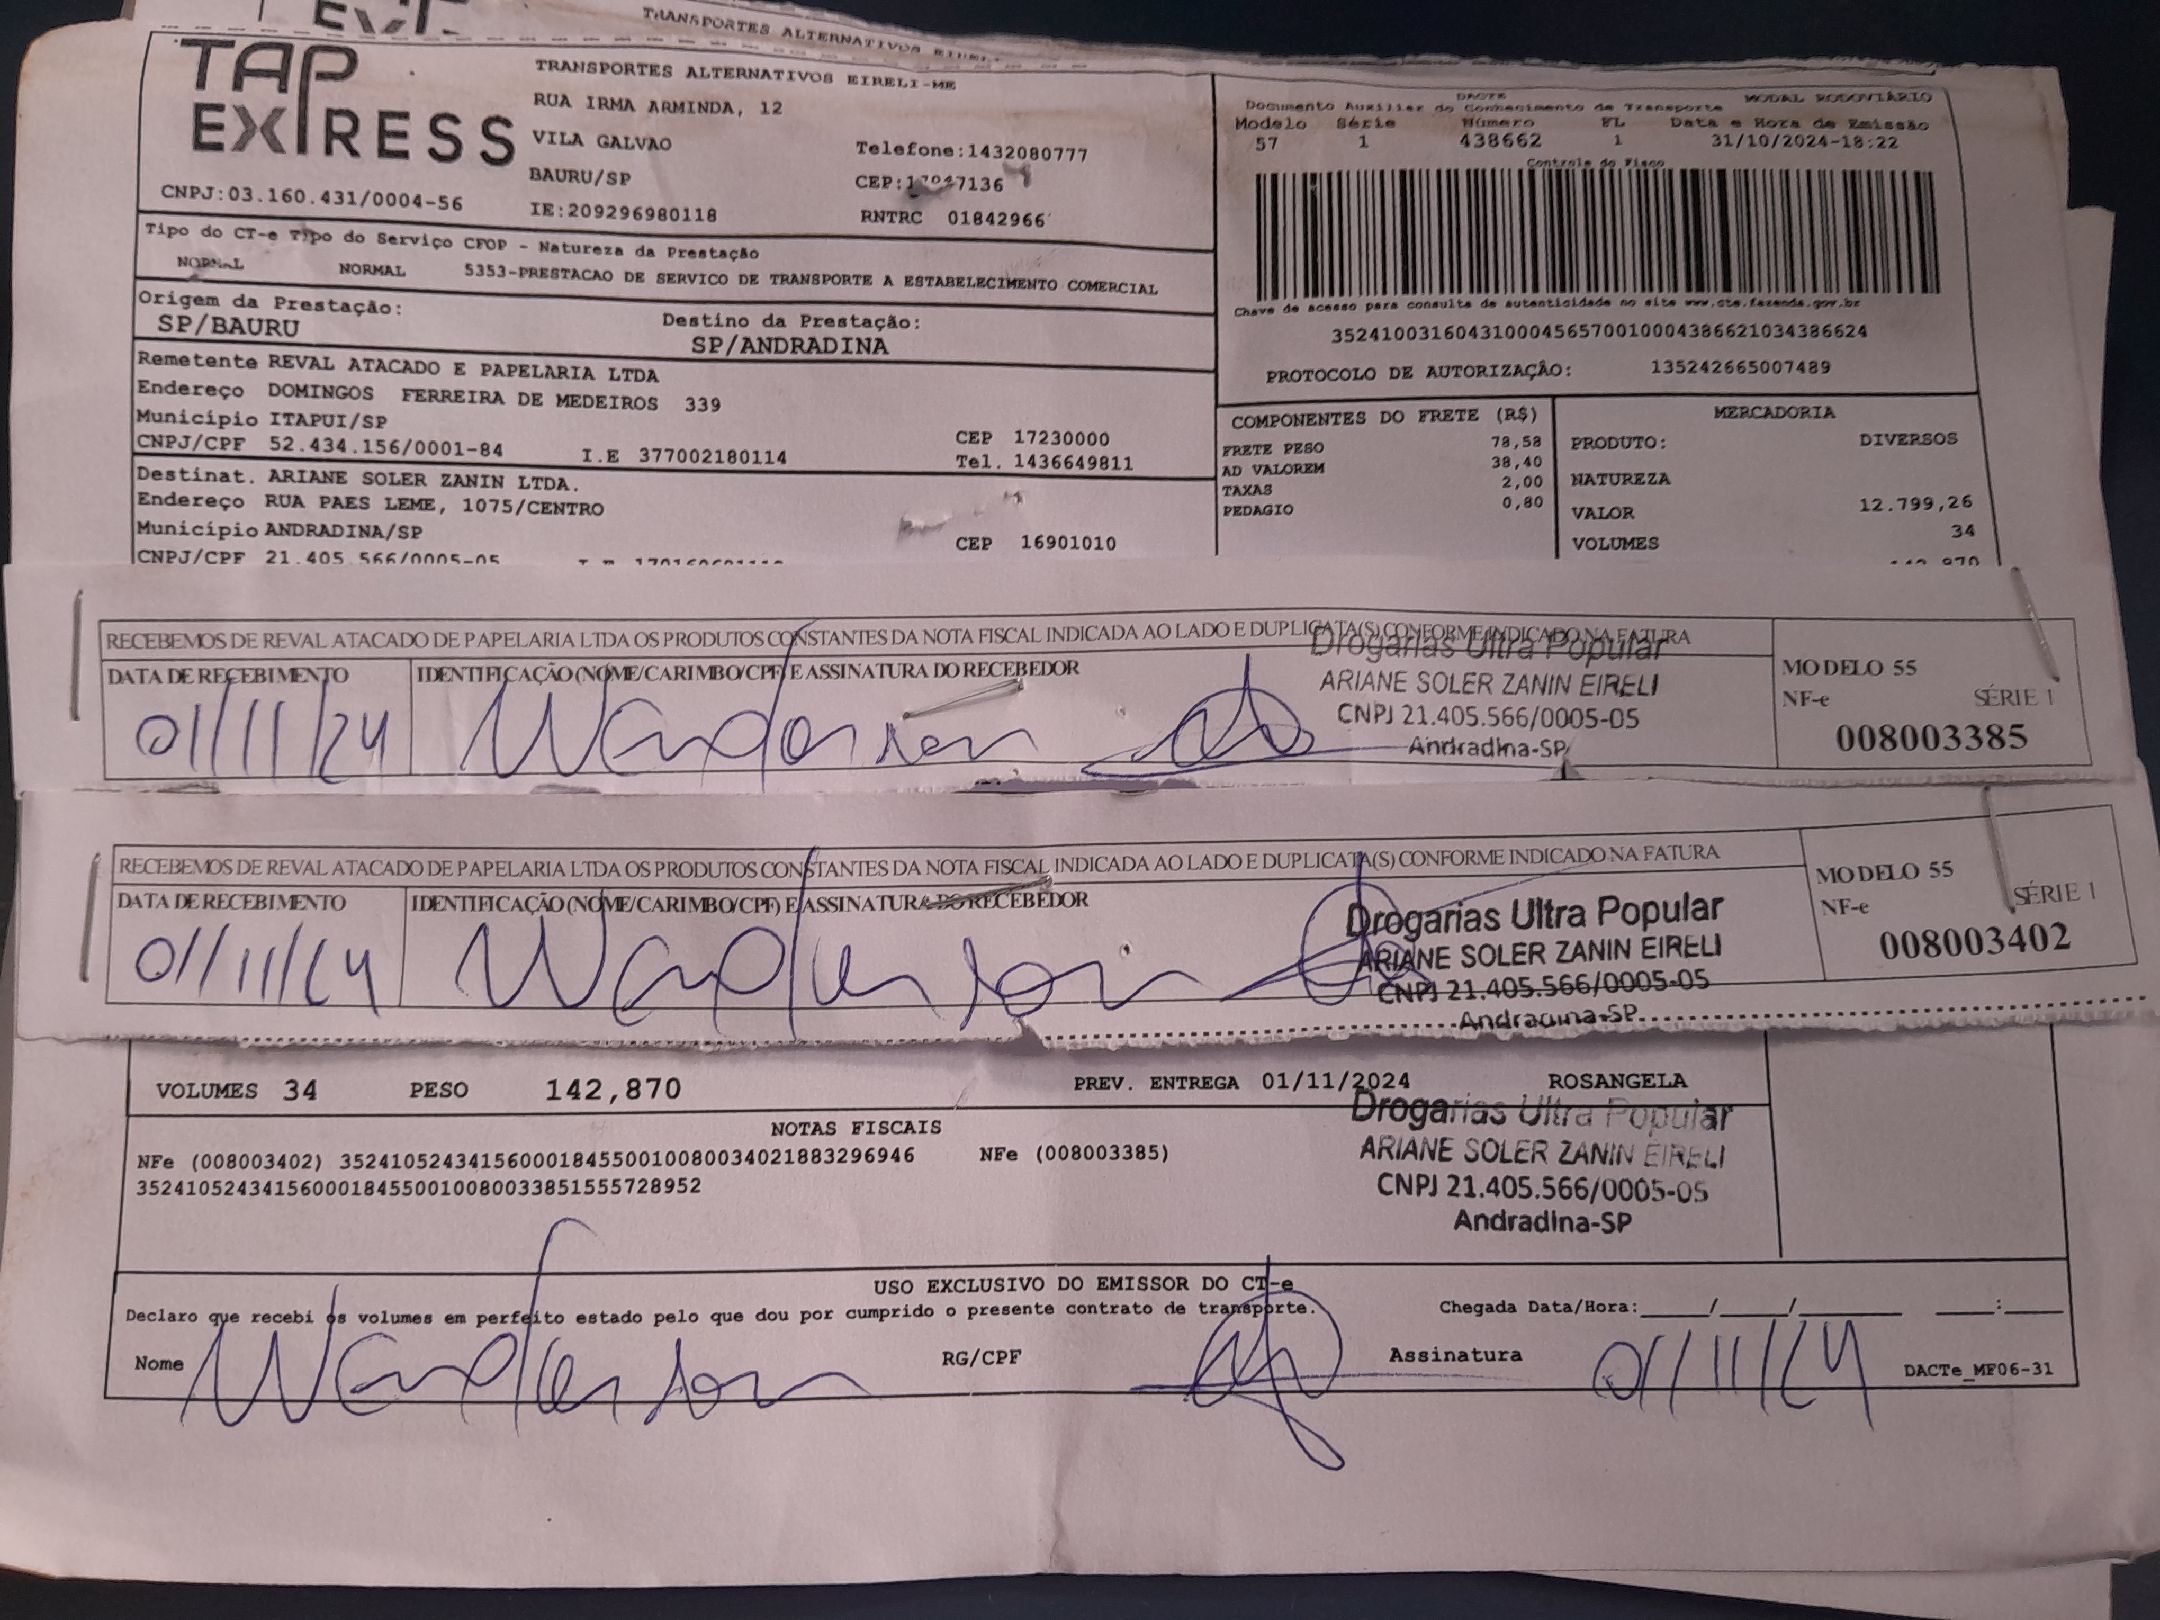 TRANSPORTES ALTERNATIVOS
TAP EXPRESS
CNPJ:03.160.431/0004-56
TRANSPORTES ALTERNATIVOS EIRELI-ME
RUA IRMA ARMINDA, 12
VILA GALVAO
Telefone:1432080777
BAURU/SP
CEP:
IE:209296980118
RNTRC 01842966
DACTE MODAL RODOVIÁRIO
Documento Auxiliar do Conhecimento de Transporte
Modelo Série Número FL Data e Hora de Emissão
57 1 438662 1 31/10/2024-18:22
Controle do Fisco
Chave de acesso para consulta de autenticidade no site www.cte.fazenda.gov.br
35241003160431000456570010004386621034386624
PROTOCOLO DE AUTORIZAÇÃO: 135242665007489
Tipo do CT-e Tipo do Serviço CFOP - Natureza da Prestação
NORMAL NORMAL 5353-PRESTACAO DE SERVICO DE TRANSPORTE A ESTABELECIMENTO COMERCIAL
Origem da Prestação:
SP/BAURU
Destino da Prestação:
SP/ANDRADINA
Remetente REVAL ATACADO E PAPELARIA LTDA
Endereço DOMINGOS FERREIRA DE MEDEIROS 339
Município ITAPUI/SP
CEP 17230000
CNPJ/CPF 52.434.156/0001-84 I.E 377002180114 Tel. 1436649811
Destinat. ARIANE SOLER ZANIN LTDA.
Endereço RUA PAES LEME, 1075/CENTRO
Município ANDRADINA/SP
CEP 16901010
CNPJ/CPF 21.405.566/0005-05
COMPONENTES DO FRETE (R$)
FRETE PESO 78,58
AD VALOREM 38,40
TAXAS 2,00
PEDAGIO 0,80
MERCADORIA
PRODUTO: DIVERSOS
NATUREZA
VALOR 12.799,26
VOLUMES 34
RECEBEMOS DE REVAL ATACADO DE PAPELARIA LTDA OS PRODUTOS CONSTANTES DA NOTA FISCAL INDICADA AO LADO E DUPLICATA(S) CONFORME INDICADO NA FATURA
DATA DE RECEBIMENTO
IDENTIFICAÇÃO (NOME/CARIMBO/CPF) E ASSINATURA DO RECEBEDOR
01/11/24
Wanderson
Drogarias Ultra Popular
ARIANE SOLER ZANIN EIRELI
CNPJ 21.405.566/0005-05
Andradina-SP
MODELO 55
NF-e SÉRIE 1
008003385
RECEBEMOS DE REVAL ATACADO DE PAPELARIA LTDA OS PRODUTOS CONSTANTES DA NOTA FISCAL INDICADA AO LADO E DUPLICATA(S) CONFORME INDICADO NA FATURA
DATA DE RECEBIMENTO
IDENTIFICAÇÃO (NOME/CARIMBO/CPF) E ASSINATURA DO RECEBEDOR
01/11/24
Wanderson
Drogarias Ultra Popular
ARIANE SOLER ZANIN EIRELI
CNPJ 21.405.566/0005-05
Andradina-SP
MODELO 55
NF-e SÉRIE 1
008003402
VOLUMES 34 PESO 142,870 PREV. ENTREGA 01/11/2024 ROSANGELA
NOTAS FISCAIS
NFe (008003402) 35241052434156000184550010080034021883296946 NFe (008003385)
35241052434156000184550010080033851555728952
Drogarias Ultra Popular
ARIANE SOLER ZANIN EIRELI
CNPJ 21.405.566/0005-05
Andradina-SP
USO EXCLUSIVO DO EMISSOR DO CT-e
Declaro que recebi os volumes em perfeito estado pelo que dou por cumprido o presente contrato de transporte.
Chegada Data/Hora:____/____/______ ___:___
Nome Wanderson RG/CPF Assinatura 01/11/24
DACTe_MF06-31